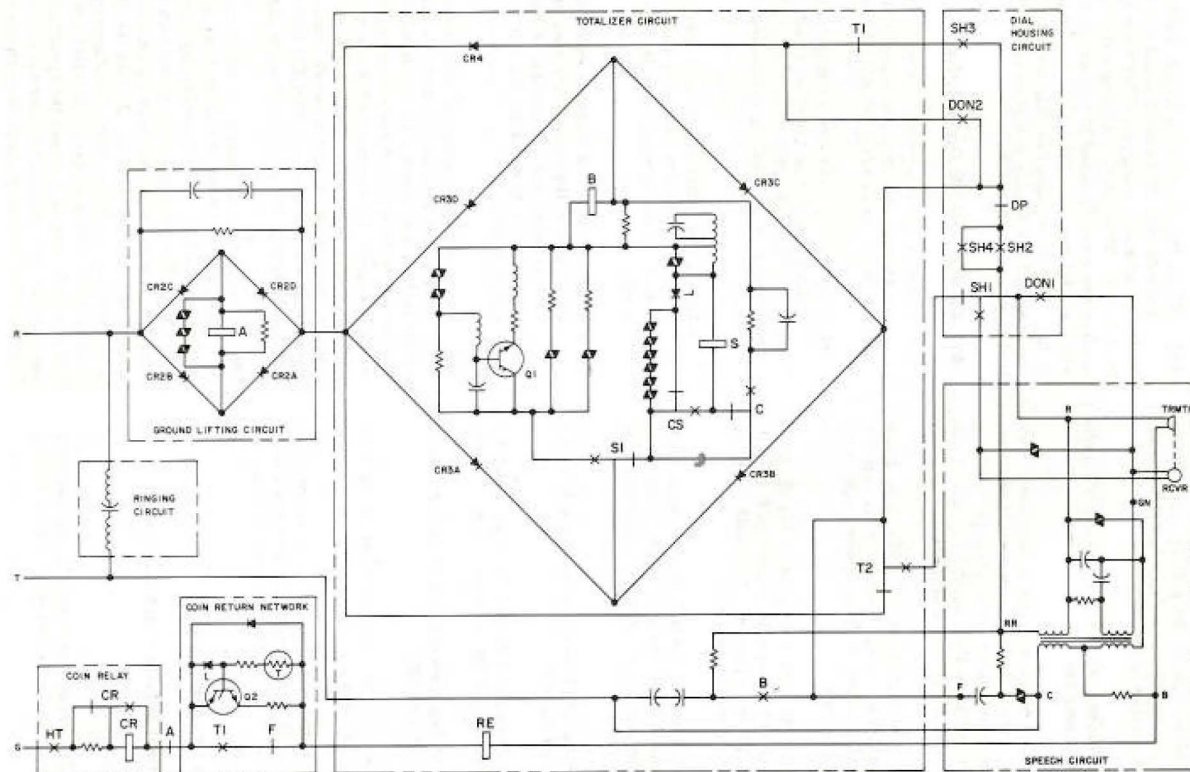 TOTALIZER CIRCUIT
DIAL
HOUSING
CIRCUIT
T1
SH3
CR4
DON2
CR3D
B
CR3C
DP
SH4
SH2
CR2C
CR2D
SH1
DON1
R
A
L
S
Q1
CR2B
CR2A
C
CS
R
TRMTR
GROUND LIFTING CIRCUIT
S1
CR3A
CR3B
RCVR
RINGING
CIRCUIT
GN
T
T2
COIN RETURN NETWORK
RR
COIN RELAY
L
T
Q2
CR
B
F
C
B
HT
CR
A
T1
F
RE
G
SPEECH CIRCUIT